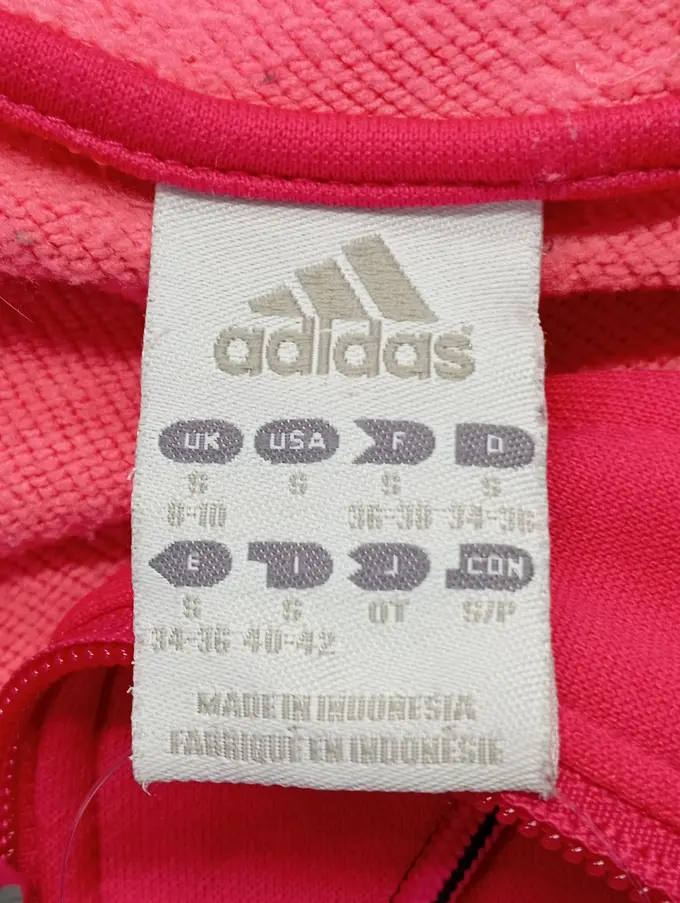 adidas
UK USA F D
S S S S
8-10 36-38 34-36
E I J CON
S S OT S/P
34-36 40-42
MADE IN INDONESIA
FABRIQUÉ EN INDONÉSIE